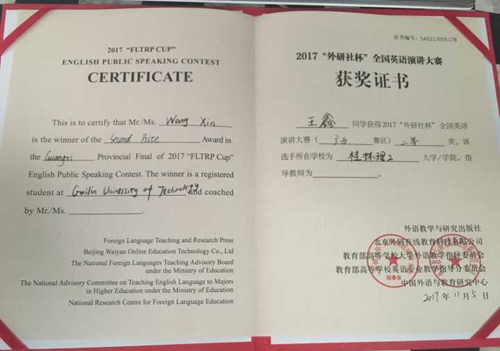 2017 "FLTRP CUP"
ENGLISH PUBLIC SPEAKING CONTEST
CERTIFICATE
This is to certify that Mr./Ms. Wang Xin
is the winner of the Second Prize Award in
the Guangxi Provincial Final of 2017 "FLTRP Cup"
English Public Speaking Contest. The winner is a registered
student at Guilin University of Technology and coached
by Mr./Ms.
Foreign Language Teaching and Research Press
Beijing Waiyan Online Education Technology Co., Ltd
The National Foreign Languages Teaching Advisory Board
under the Ministry of Education
The National Advisory Committee on Teaching English to Majors
in Higher Education under the Ministry of Education
National Research Centre for Foreign Language Education
2017 "外研社杯" 全国英语演讲大赛
获奖证书
王鑫 同学获得2017 "外研社杯" 全国英语
演讲大赛（广西 赛区）二等 奖。该
选手所在学校为 桂林理工 大学/学院，指
导教师为 。
外语教学与研究出版社
北京外研在线教育科技有限公司
教育部高等学校大学外语教学指导委员会
教育部高等学校英语专业教学指导分委员会
中国外语与教育研究中心
2017年11月5日